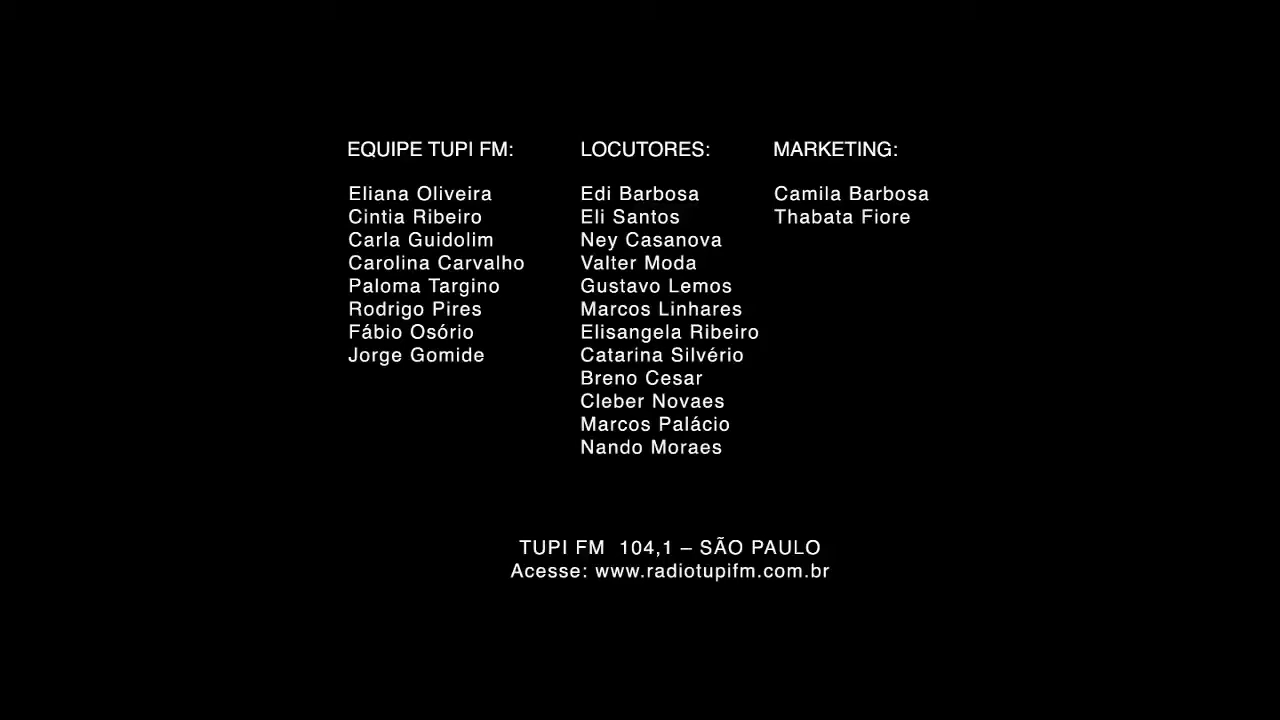 EQUIPE TUPI FM:
Eliana Oliveira
Cintia Ribeiro
Carla Guidolim
Carolina Carvalho
Paloma Targino
Rodrigo Pires
Fábio Osório
Jorge Gomide
LOCUTORES:
Edi Barbosa
Eli Santos
Ney Casanova
Valter Moda
Gustavo Lemos
Marcos Linhares
Elisangela Ribeiro
Catarina Silvério
Breno Cesar
Cleber Novaes
Marcos Palácio
Nando Moraes
MARKETING:
Camila Barbosa
Thabata Fiore
TUPI FM 104,1 – SÃO PAULO
Acesse: www.radiotupifm.com.br